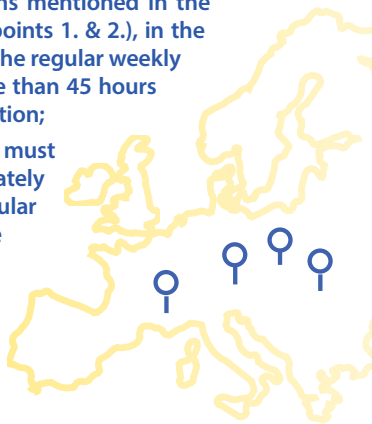 ns mentioned in the
points 1. & 2.), in the
he regular weekly
e than 45 hours
tion;
must
ately
ular